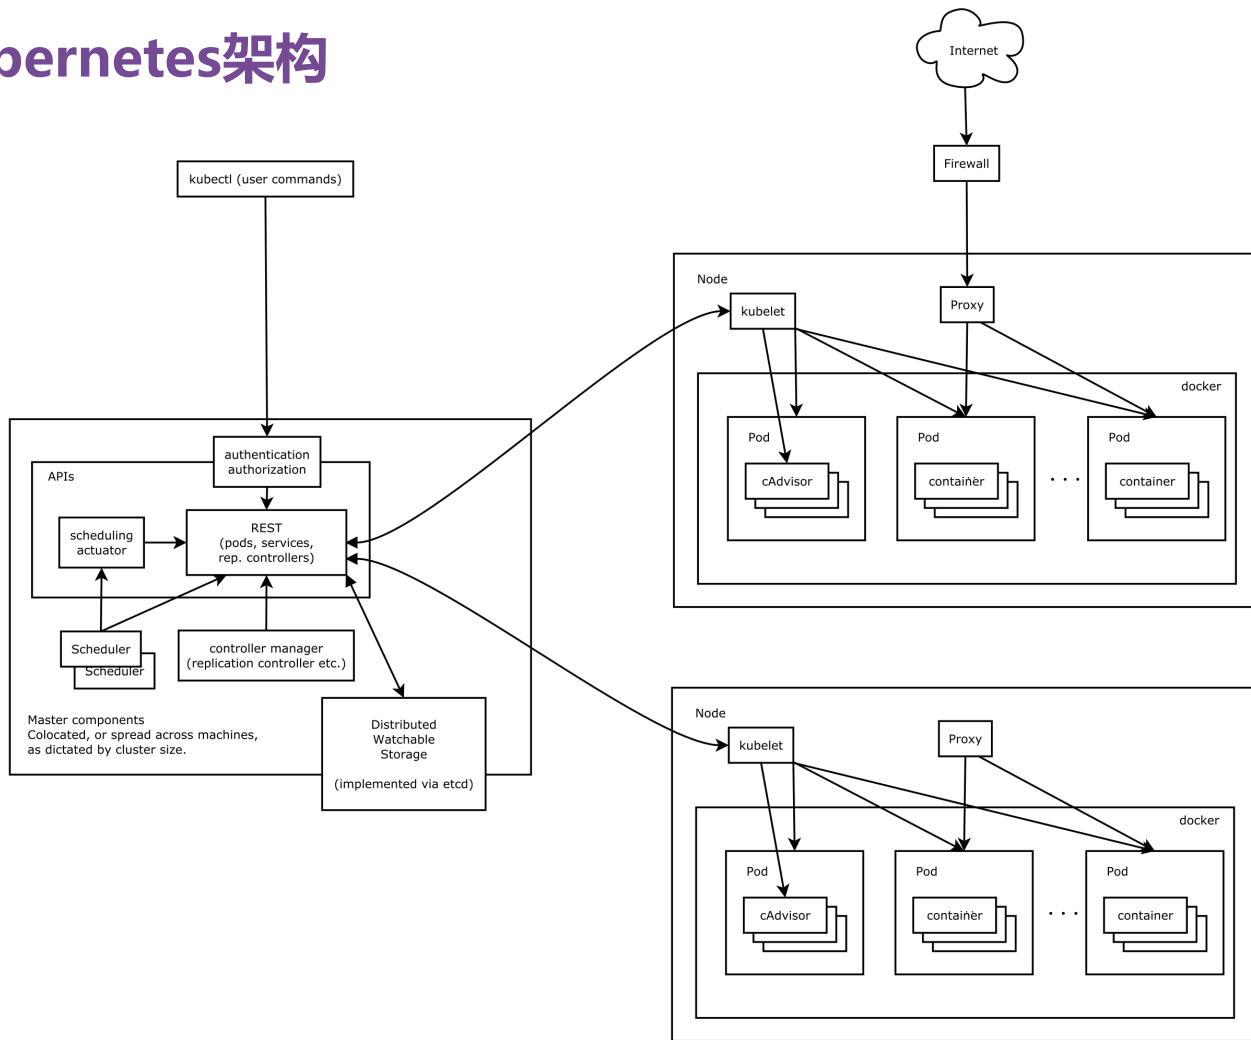 bernetes架构
Internet
Firewall
kubectl (user commands)
Node
kubelet
Proxy
docker
Pod
cAdvisor
Pod
container
. . .
Pod
container
authentication
authorization
APIs
scheduling
actuator
REST
(pods, services,
rep. controllers)
Scheduler
Scheduler
controller manager
(replication controller etc.)
Master components
Colocated, or spread across machines,
as dictated by cluster size.
Distributed
Watchable
Storage
(implemented via etcd)
Node
kubelet
Proxy
docker
Pod
cAdvisor
Pod
container
. . .
Pod
container